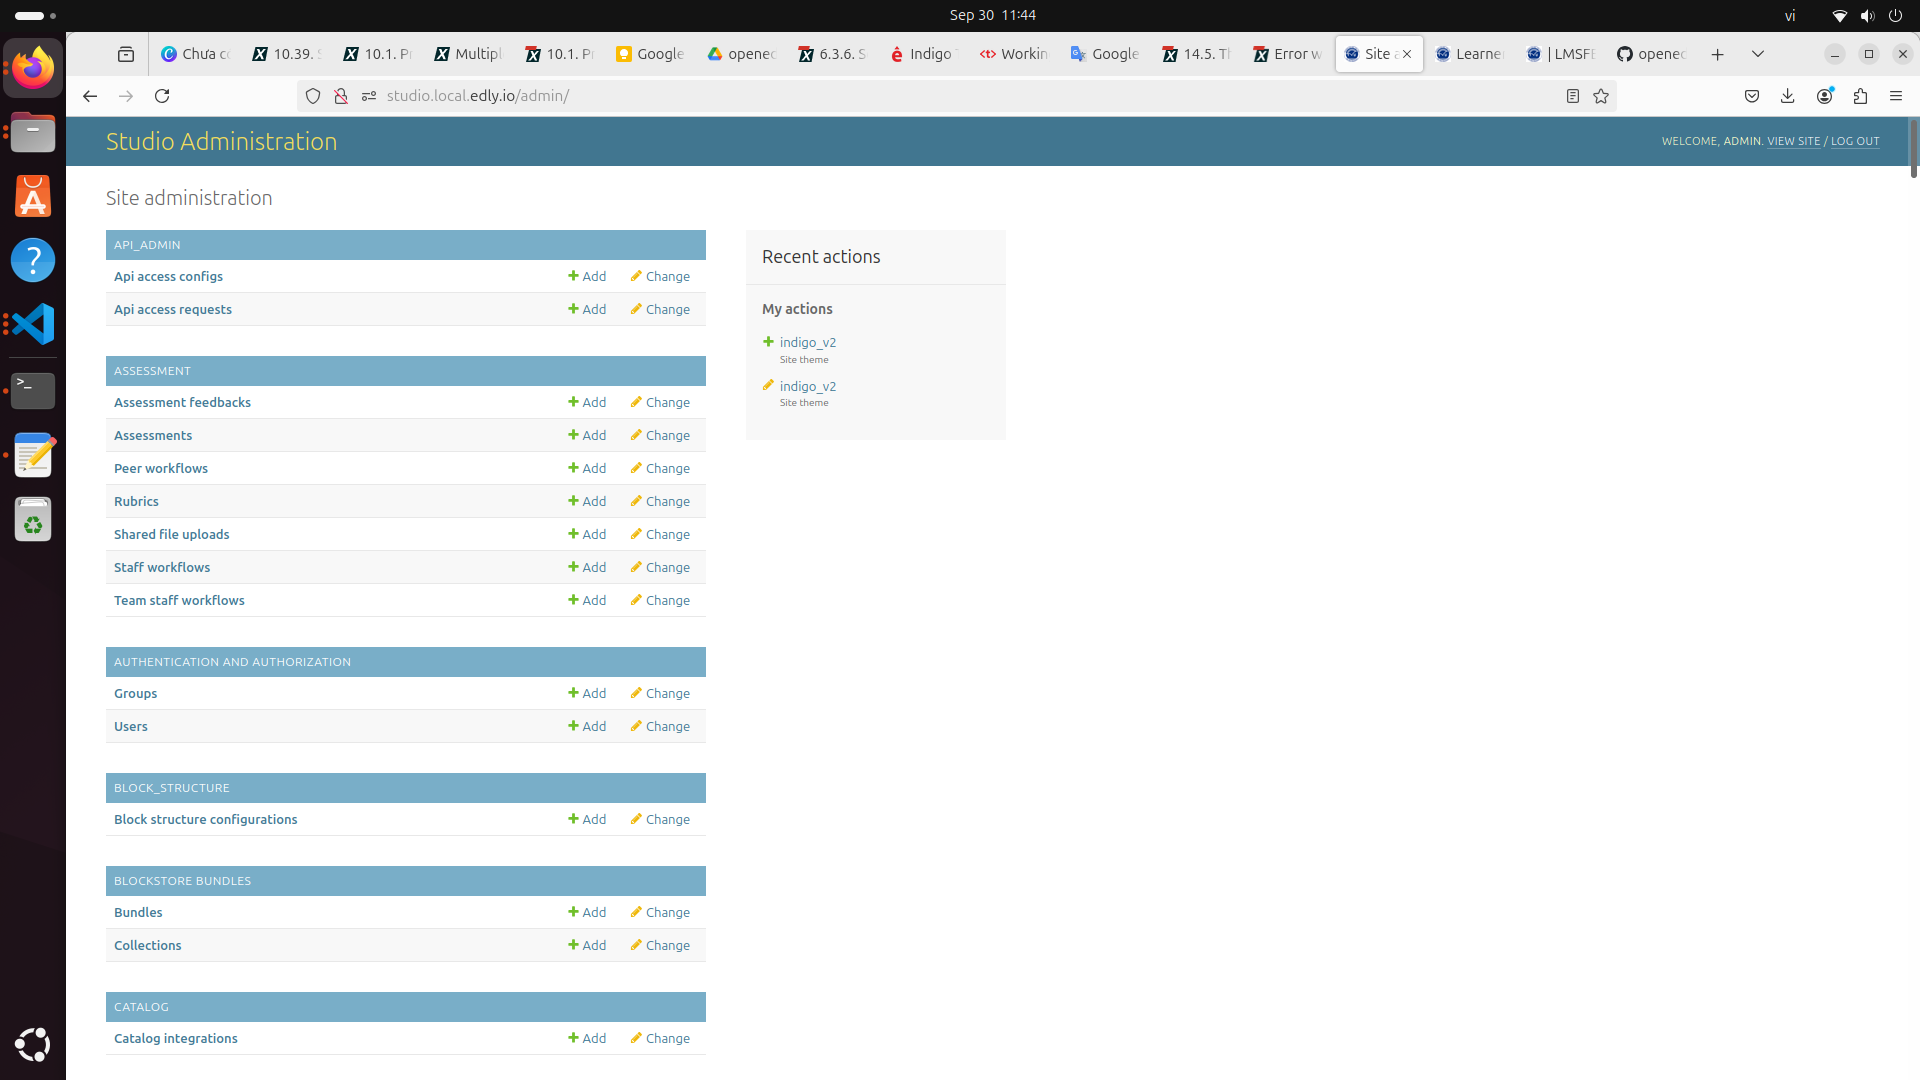 Sep 30 11:44
vi
Chưa c
10.39.
10.1. P
Multipl
10.1. P
Google
opened
6.3.6. S
Indigo
Workin
Google
14.5. T
Error w
Site a
Learner
| LMSFE
opened
studio.local.edly.io/admin/
Studio Administration
WELCOME, ADMIN. VIEW SITE / LOG OUT
Site administration
API_ADMIN
Api access configs Add Change
Api access requests Add Change
ASSESSMENT
Assessment feedbacks Add Change
Assessments Add Change
Peer workflows Add Change
Rubrics Add Change
Shared file uploads Add Change
Staff workflows Add Change
Team staff workflows Add Change
AUTHENTICATION AND AUTHORIZATION
Groups Add Change
Users Add Change
BLOCK_STRUCTURE
Block structure configurations Add Change
BLOCKSTORE BUNDLES
Bundles Add Change
Collections Add Change
CATALOG
Catalog integrations Add Change
Recent actions
My actions
indigo_v2
Site theme
indigo_v2
Site theme